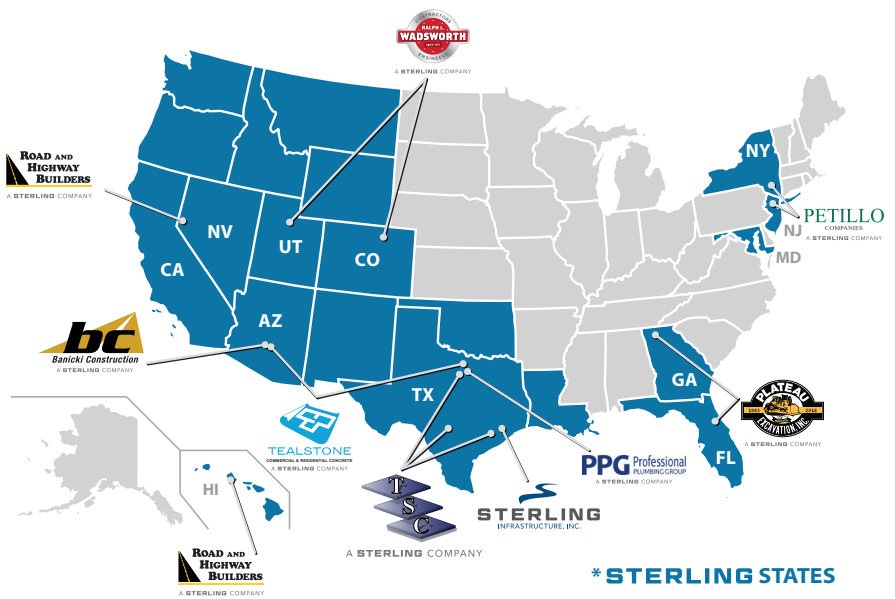 CONTRACTORS
RALPH L.
WADSWORTH
ENGINEERS
A STERLING COMPANY
ROAD AND
HIGHWAY
BUILDERS
A STERLING COMPANY
NY
PETILLO
COMPANIES
A STERLING COMPANY
NJ
MD
NV
UT
CO
CA
AZ
bc
Banicki Construction
A STERLING COMPANY
TX
GA
FL
PLATEAU
1983
2018
EXCAVATION, INC.
A STERLING COMPANY
TEALSTONE
COMMERCIAL & RESIDENTIAL CONCRETE
A STERLING COMPANY
PPG Professional
PLUMBING GROUP
A STERLING COMPANY
HI
T
S
C
A STERLING COMPANY
STERLING
INFRASTRUCTURE, INC.
ROAD AND
HIGHWAY
BUILDERS
A STERLING COMPANY
* STERLING STATES